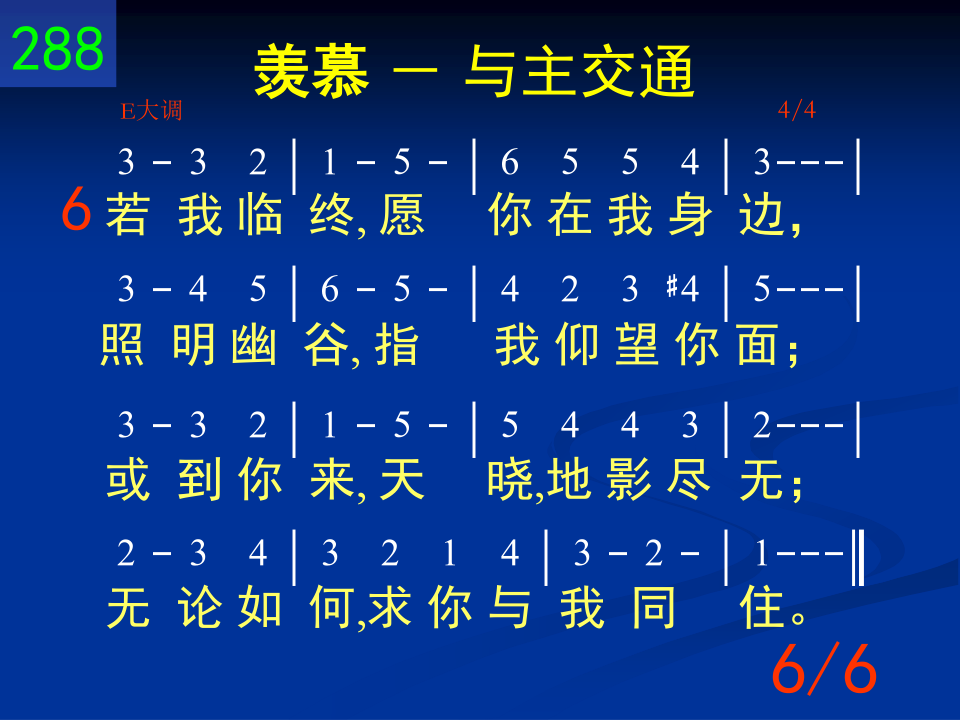 288
羡慕 － 与主交通
E大调 4/4
3 - 3 2 | 1 - 5 - | 6 5 5 4 | 3 - - - |
6 若 我 临 终, 愿 你 在 我 身 边，
3 - 4 5 | 6 - 5 - | 4 2 3 #4 | 5 - - - |
照 明 幽 谷, 指 我 仰 望 你 面；
3 - 3 2 | 1 - 5 - | 5 4 4 3 | 2 - - - |
或 到 你 来, 天 晓,地 影 尽 无；
2 - 3 4 | 3 2 1 4 | 3 - 2 - | 1 - - - ||
无 论 如 何,求 你 与 我 同 住。
6/6